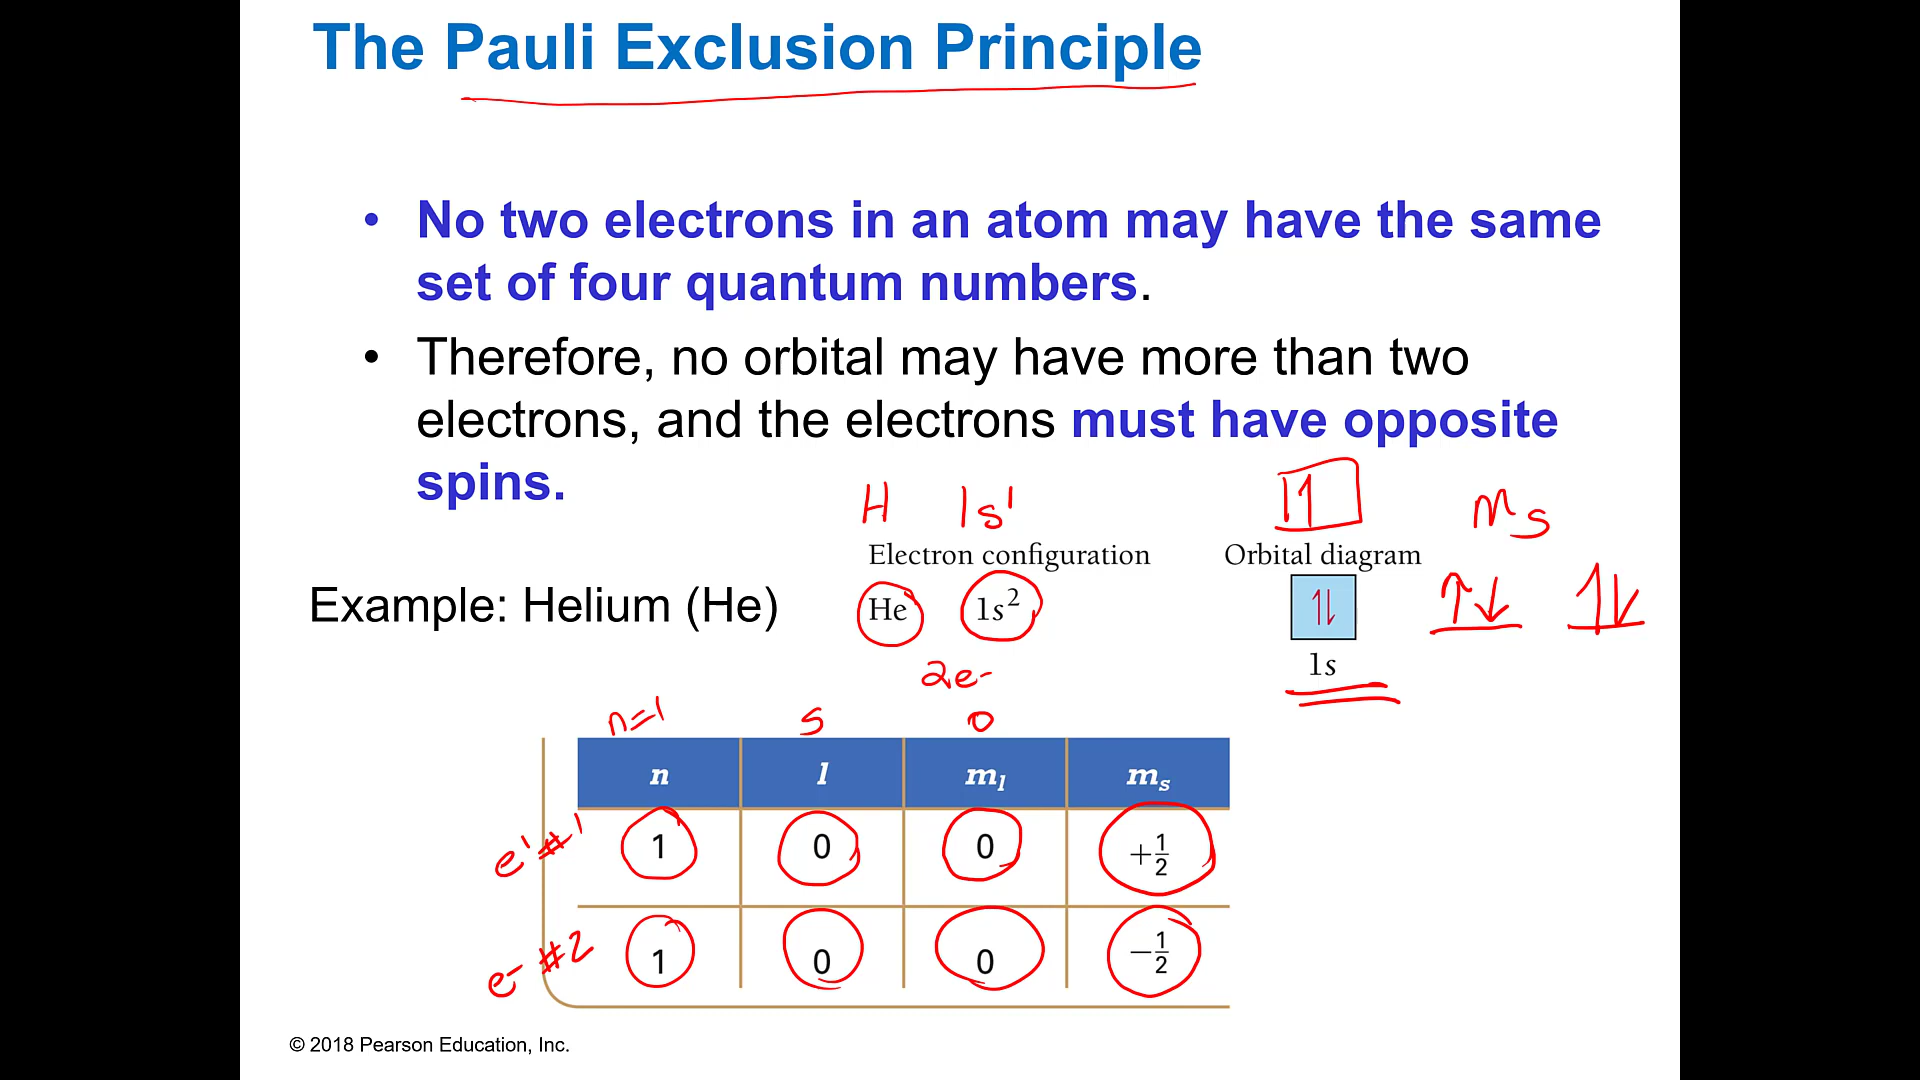 The Pauli Exclusion Principle
• No two electrons in an atom may have the same
set of four quantum numbers.
• Therefore, no orbital may have more than two
electrons, and the electrons must have opposite
spins.
H 1s¹ 1 ms
Electron configuration Orbital diagram
Example: Helium (He) He 1s² ⥮ ↑↓ ⥮
1s
2e-
n=1 s 0
n l mₗ mₛ
e' #1 1 0 0 +½
e- #2 1 0 0 −½
© 2018 Pearson Education, Inc.